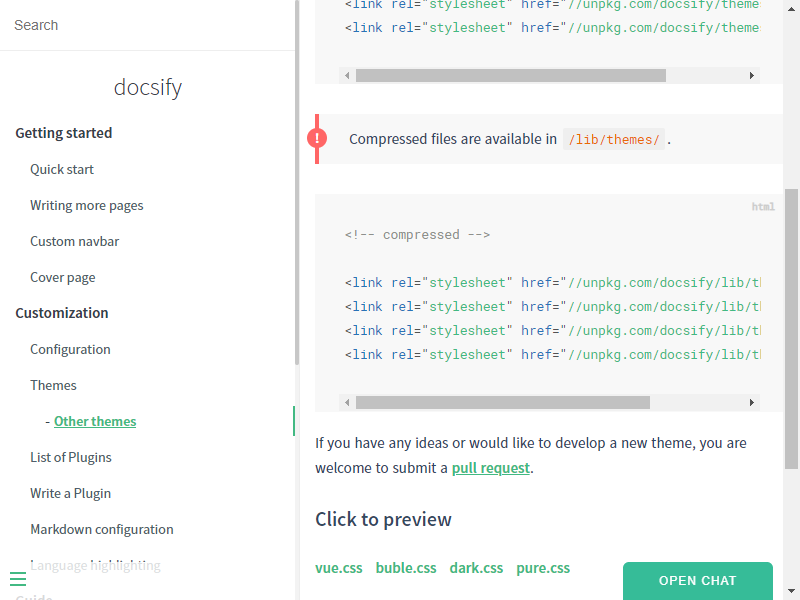 Search
docsify
Getting started
Quick start
Writing more pages
Custom navbar
Cover page
Customization
Configuration
Themes
- Other themes
List of Plugins
Write a Plugin
Markdown configuration
Language highlighting
Guide
<link rel="stylesheet" href="//unpkg.com/docsify/theme
<link rel="stylesheet" href="//unpkg.com/docsify/theme
! Compressed files are available in /lib/themes/ .
html
<!-- compressed -->
<link rel="stylesheet" href="//unpkg.com/docsify/lib/t
<link rel="stylesheet" href="//unpkg.com/docsify/lib/t
<link rel="stylesheet" href="//unpkg.com/docsify/lib/t
<link rel="stylesheet" href="//unpkg.com/docsify/lib/t
If you have any ideas or would like to develop a new theme, you are
welcome to submit a pull request.
Click to preview
vue.css buble.css dark.css pure.css
OPEN CHAT